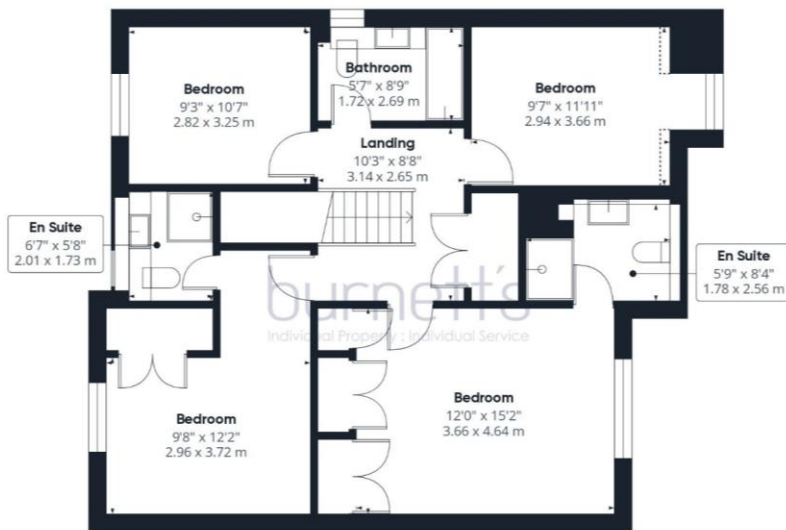 Bedroom
9'3" x 10'7"
2.82 x 3.25 m
Bathroom
5'7" x 8'9"
1.72 x 2.69 m
Bedroom
9'7" x 11'11"
2.94 x 3.66 m
Landing
10'3" x 8'8"
3.14 x 2.65 m
En Suite
6'7" x 5'8"
2.01 x 1.73 m
En Suite
5'9" x 8'4"
1.78 x 2.56 m
burnett's
Individual Property : Individual Service
Bedroom
9'8" x 12'2"
2.96 x 3.72 m
Bedroom
12'0" x 15'2"
3.66 x 4.64 m